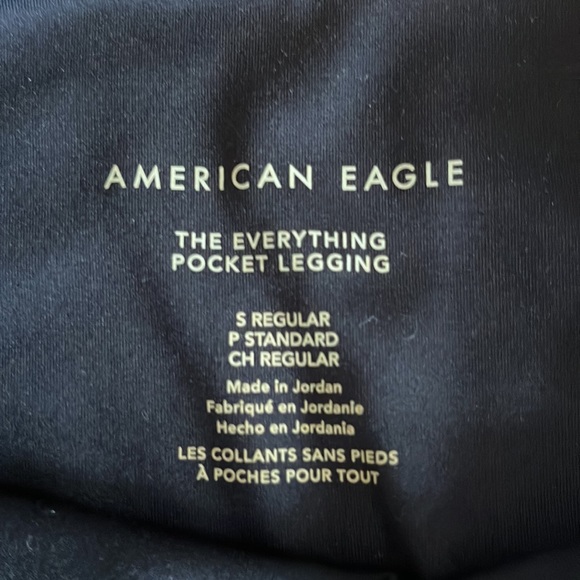 AMERICAN EAGLE
THE EVERYTHING
POCKET LEGGING
S REGULAR
P STANDARD
CH REGULAR
Made in Jordan
Fabriqué en Jordanie
Hecho en Jordania
LES COLLANTS SANS PIEDS
À POCHES POUR TOUT